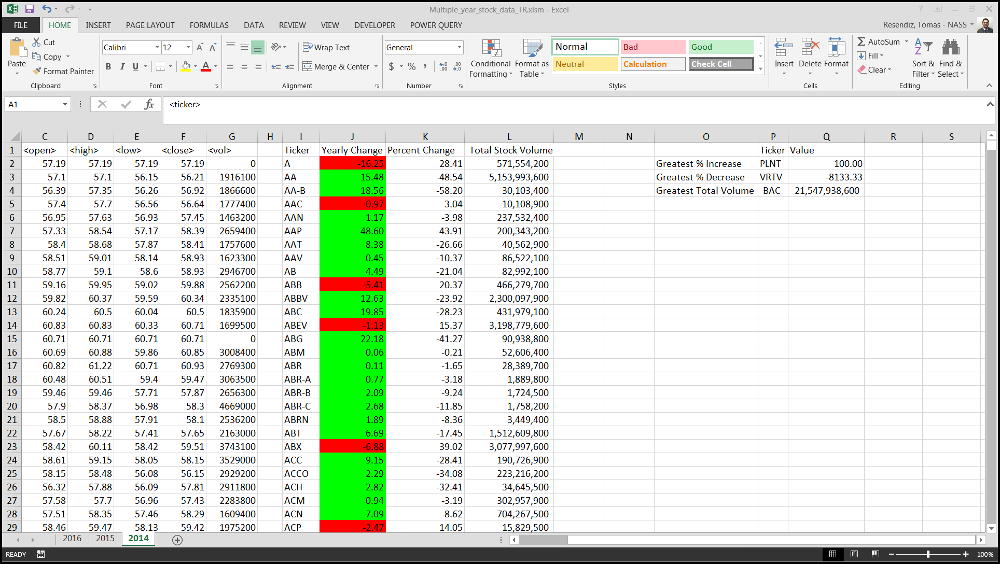 Multiple_year_stock_data_TR.xlsm - Excel
FILE HOME INSERT PAGE LAYOUT FORMULAS DATA REVIEW VIEW DEVELOPER POWER QUERY Resendiz, Tomas - NASS
Paste Cut Copy Format Painter
Clipboard
Calibri 12
B I U A
Font
Wrap Text
Merge & Center
Alignment
General
$ % ,
Number
Conditional Formatting
Format as Table
Normal Bad Good
Neutral Calculation Check Cell
Styles
Insert Delete Format
Cells
AutoSum
Fill
Clear
Sort & Filter
Find & Select
Editing
A1 fx <ticker>
C D E F G H I J K L M N O P Q R S
1 <open> <high> <low> <close> <vol> Ticker Yearly Change Percent Change Total Stock Volume Ticker Value
2 57.19 57.19 57.19 57.19 0 A -16.25 28.41 571,554,200 Greatest % Increase PLNT 100.00
3 57.1 57.1 56.15 56.21 1916100 AA 15.48 -48.54 5,153,993,600 Greatest % Decrease VRTV -8133.33
4 56.39 57.35 56.26 56.92 1866600 AA-B 18.56 -58.20 30,103,400 Greatest Total Volume BAC 21,547,938,600
5 57.4 57.7 56.56 56.64 1777400 AAC -0.97 3.04 10,108,900
6 56.95 57.63 56.93 57.45 1463200 AAN 1.17 -3.98 237,532,400
7 57.33 58.54 57.17 58.39 2659400 AAP 48.60 -43.91 200,343,200
8 58.4 58.68 57.87 58.41 1757600 AAT 8.38 -26.66 40,562,900
9 58.51 59.01 58.14 58.93 1623300 AAV 0.45 -10.37 86,522,100
10 58.77 59.1 58.6 58.93 2946700 AB 4.49 -21.04 82,992,100
11 59.16 59.95 59.02 59.88 2562200 ABB -5.41 20.37 466,279,700
12 59.82 60.37 59.59 60.34 2335100 ABBV 12.63 -23.92 2,300,097,900
13 60.24 60.5 60.04 60.5 1835900 ABC 19.85 -28.23 431,979,100
14 60.83 60.83 60.33 60.71 1699500 ABEV -1.13 15.37 3,198,779,600
15 60.71 60.71 60.71 60.71 0 ABG 22.18 -41.27 90,938,800
16 60.69 60.88 59.86 60.85 3008400 ABM 0.06 -0.21 52,606,400
17 60.82 61.22 60.71 60.93 2769300 ABR 0.11 -1.65 28,389,700
18 60.48 60.51 59.4 59.47 3063500 ABR-A 0.77 -3.18 1,889,800
19 59.46 59.46 57.71 57.87 2656300 ABR-B 2.09 -9.24 1,724,500
20 57.9 58.37 56.98 58.3 4669000 ABR-C 2.68 -11.85 1,758,200
21 58.5 58.88 57.91 58.1 2536200 ABRN 1.89 -8.36 3,449,400
22 57.67 58.22 57.41 57.65 2163000 ABT 6.69 -17.45 1,512,609,800
23 58.42 60.11 58.42 59.51 3743100 ABX -6.88 39.02 3,077,997,600
24 58.61 59.15 58.05 58.15 3529000 ACC 9.15 -28.41 190,726,900
25 58.15 58.48 56.08 56.15 2929200 ACCO 2.29 -34.08 223,216,200
26 56.32 57.88 56.09 57.81 2911800 ACH 2.82 -32.41 34,645,500
27 57.58 57.7 56.96 57.43 2283800 ACM 0.94 -3.19 302,957,900
28 57.51 58.35 57.46 58.29 1609400 ACN 7.09 -8.62 704,267,500
29 58.46 59.47 58.13 59.42 1975200 ACP -2.47 14.05 15,829,500
2016 2015 2014
READY 100%